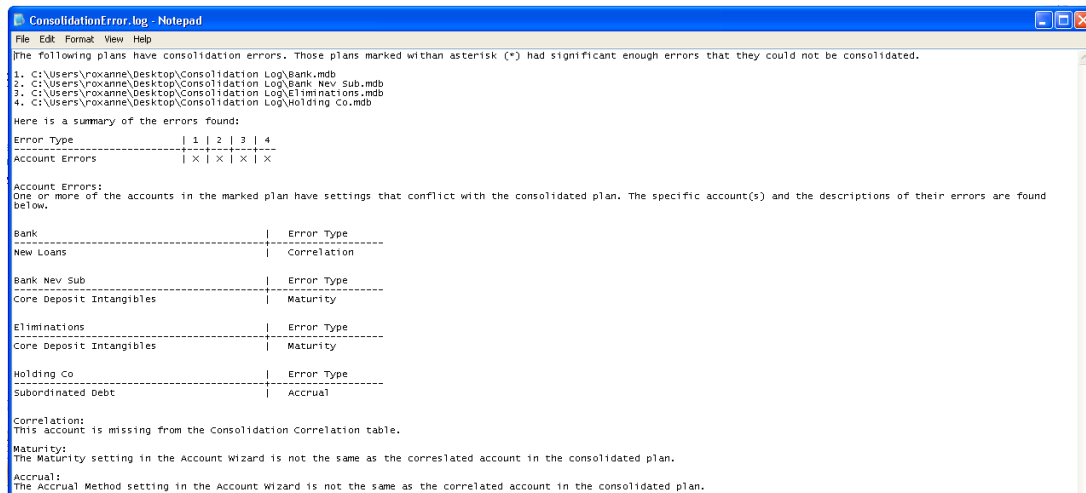 ConsolidationError.log - Notepad
File Edit Format View Help
The following plans have consolidation errors. Those plans marked withan asterisk (*) had significant enough errors that they could not be consolidated.
1. C:\Users\roxanne\Desktop\Consolidation Log\Bank.mdb
2. C:\Users\roxanne\Desktop\Consolidation Log\Bank Nev Sub.mdb
3. C:\Users\roxanne\Desktop\Consolidation Log\Eliminations.mdb
4. C:\Users\roxanne\Desktop\Consolidation Log\Holding Co.mdb
Here is a summary of the errors found:
Error Type | 1 | 2 | 3 | 4
Account Errors | X | X | X | X
Account Errors:
One or more of the accounts in the marked plan have settings that conflict with the consolidated plan. The specific account(s) and the descriptions of their errors are found
below.
Bank | Error Type
New Loans | Correlation
Bank Nev Sub | Error Type
Core Deposit Intangibles | Maturity
Eliminations | Error Type
Core Deposit Intangibles | Maturity
Holding Co | Error Type
Subordinated Debt | Accrual
Correlation:
This account is missing from the Consolidation Correlation table.
Maturity:
The Maturity setting in the Account Wizard is not the same as the correslated account in the consolidated plan.
Accrual:
The Accrual Method setting in the Account Wizard is not the same as the correlated account in the consolidated plan.